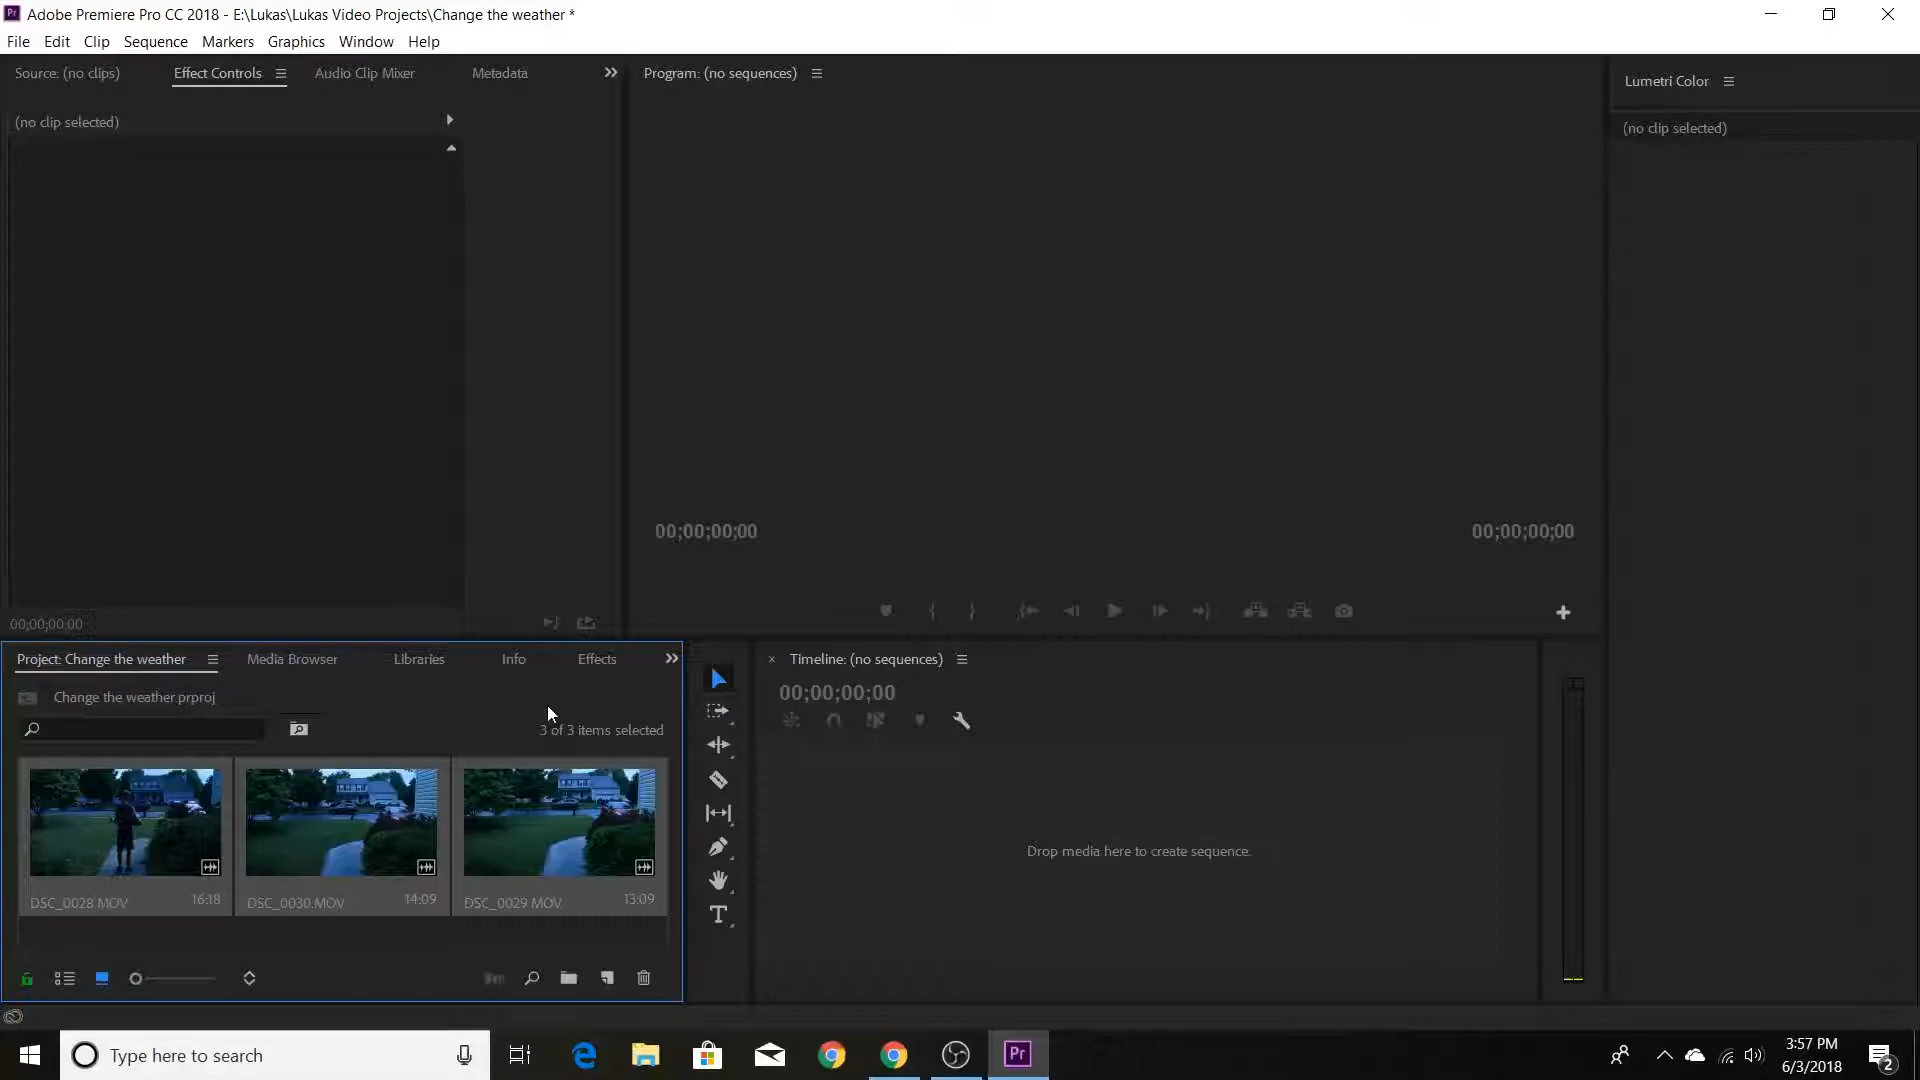 Adobe Premiere Pro CC 2018 - E:\Lukas\Lukas Video Projects\Change the weather *
File Edit Clip Sequence Markers Graphics Window Help
Source: (no clips) Effect Controls Audio Clip Mixer Metadata
Program: (no sequences)
Lumetri Color
(no clip selected)
(no clip selected)
00;00;00;00
00;00;00;00
00;00;00;00
Project: Change the weather Media Browser Libraries Info Effects
Change the weather.prproj
3 of 3 items selected
DSC_0028.MOV 16:18
DSC_0030.MOV 14:09
DSC_0029.MOV 13:09
Timeline: (no sequences)
00;00;00;00
Drop media here to create sequence.
Type here to search
3:57 PM
6/3/2018
2